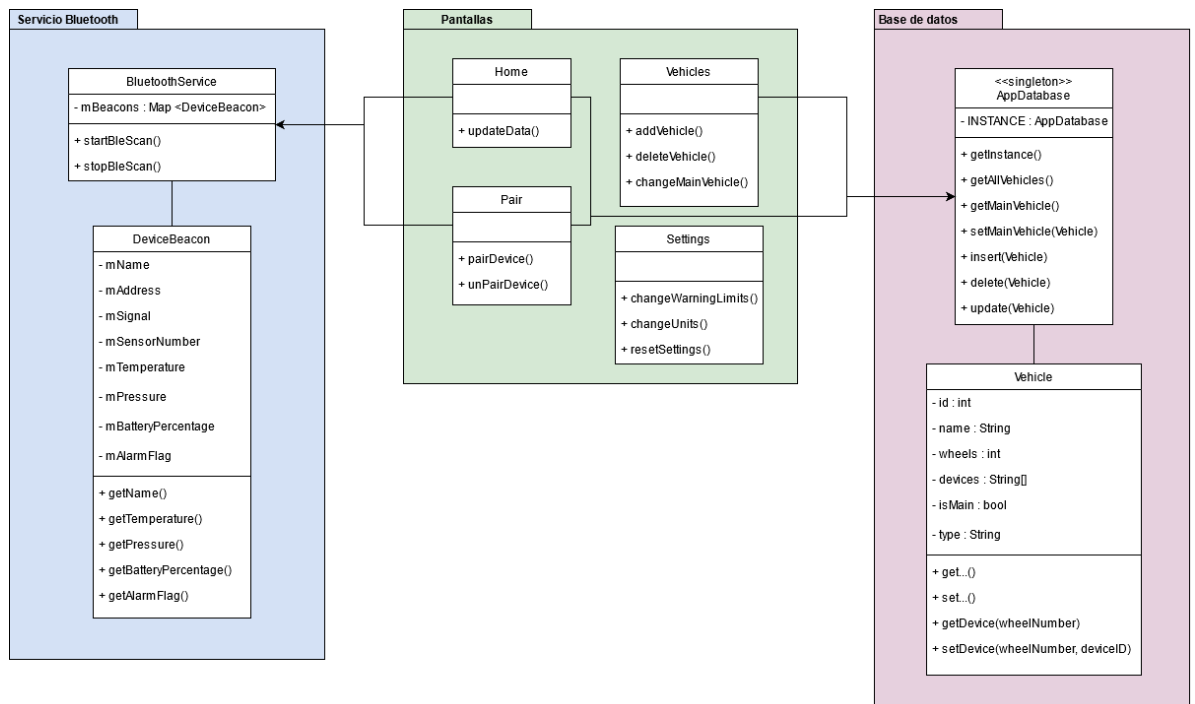 Servicio Bluetooth
BluetoothService
- mBeacons : Map <DeviceBeacon>
+ startBleScan()
+ stopBleScan()
DeviceBeacon
- mName
- mAddress
- mSignal
- mSensorNumber
- mTemperature
- mPressure
- mBatteryPercentage
- mAlarmFlag
+ getName()
+ getTemperature()
+ getPressure()
+ getBatteryPercentage()
+ getAlarmFlag()
Pantallas
Home
+ updateData()
Pair
+ pairDevice()
+ unPairDevice()
Vehicles
+ addVehicle()
+ deleteVehicle()
+ changeMainVehicle()
Settings
+ changeWarningLimits()
+ changeUnits()
+ resetSettings()
Base de datos
<<singleton>>
AppDatabase
- INSTANCE : AppDatabase
+ getInstance()
+ getAllVehicles()
+ getMainVehicle()
+ setMainVehicle(Vehicle)
+ insert(Vehicle)
+ delete(Vehicle)
+ update(Vehicle)
Vehicle
- id : int
- name : String
- wheels : int
- devices : String[]
- isMain : bool
- type : String
+ get...()
+ set...()
+ getDevice(wheelNumber)
+ setDevice(wheelNumber, deviceID)